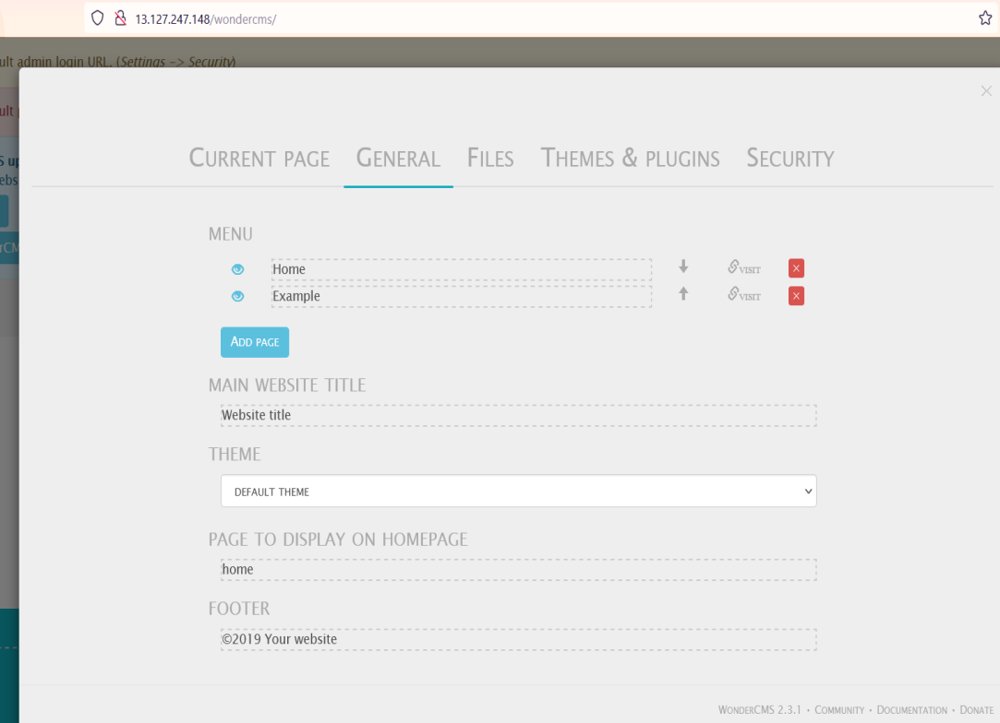 13.127.247.148/wondercms/
ult admin login URL. (Settings -> Security)
ult
S up
ebs
rCM
×
CURRENT PAGE GENERAL FILES THEMES & PLUGINS SECURITY
MENU
Home VISIT ×
Example VISIT ×
ADD PAGE
MAIN WEBSITE TITLE
Website title
THEME
DEFAULT THEME
PAGE TO DISPLAY ON HOMEPAGE
home
FOOTER
©2019 Your website
WONDERCMS 2.3.1 • COMMUNITY • DOCUMENTATION • DONATE